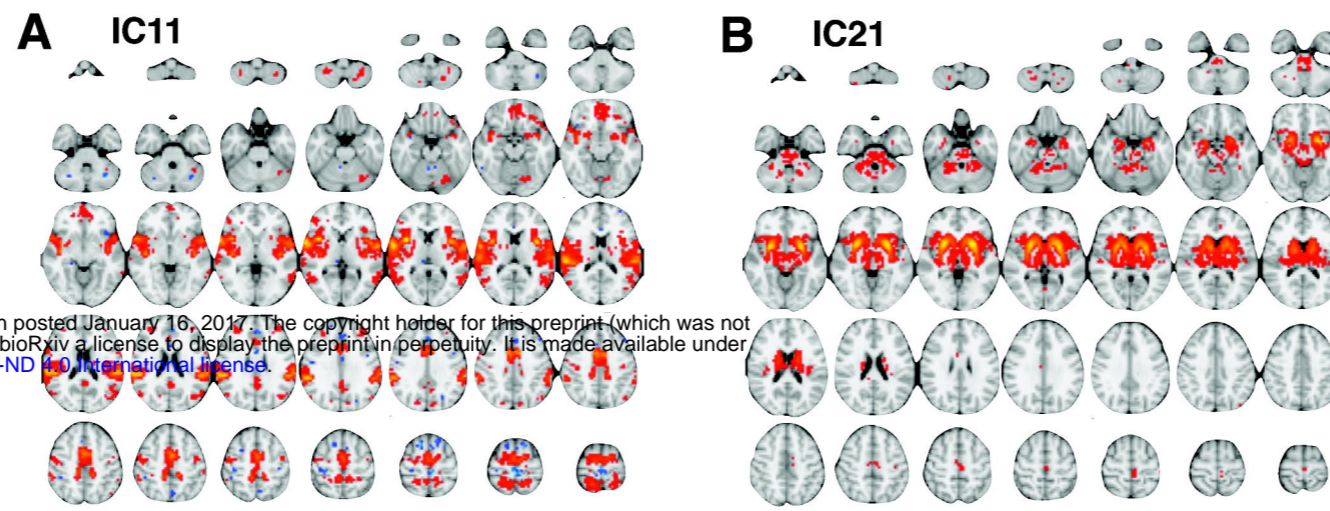 A IC11
B IC21
n posted January 16, 2017. The copyright holder for this preprint (which was not
bioRxiv a license to display the preprint in perpetuity. It is made available under
-ND 4.0 International license.